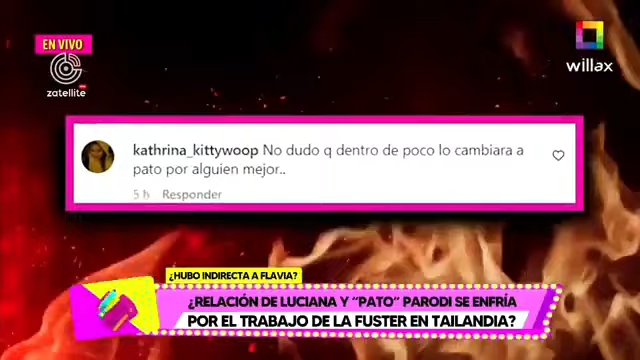 EN VIVO
zatellite
willax
kathrina_kittywoop No dudo q dentro de poco lo cambiara a
pato por alguien mejor..
5 h Responder
¿HUBO INDIRECTA A FLAVIA?
¿RELACIÓN DE LUCIANA Y “PATO” PARODI SE ENFRÍA
POR EL TRABAJO DE LA FUSTER EN TAILANDIA?